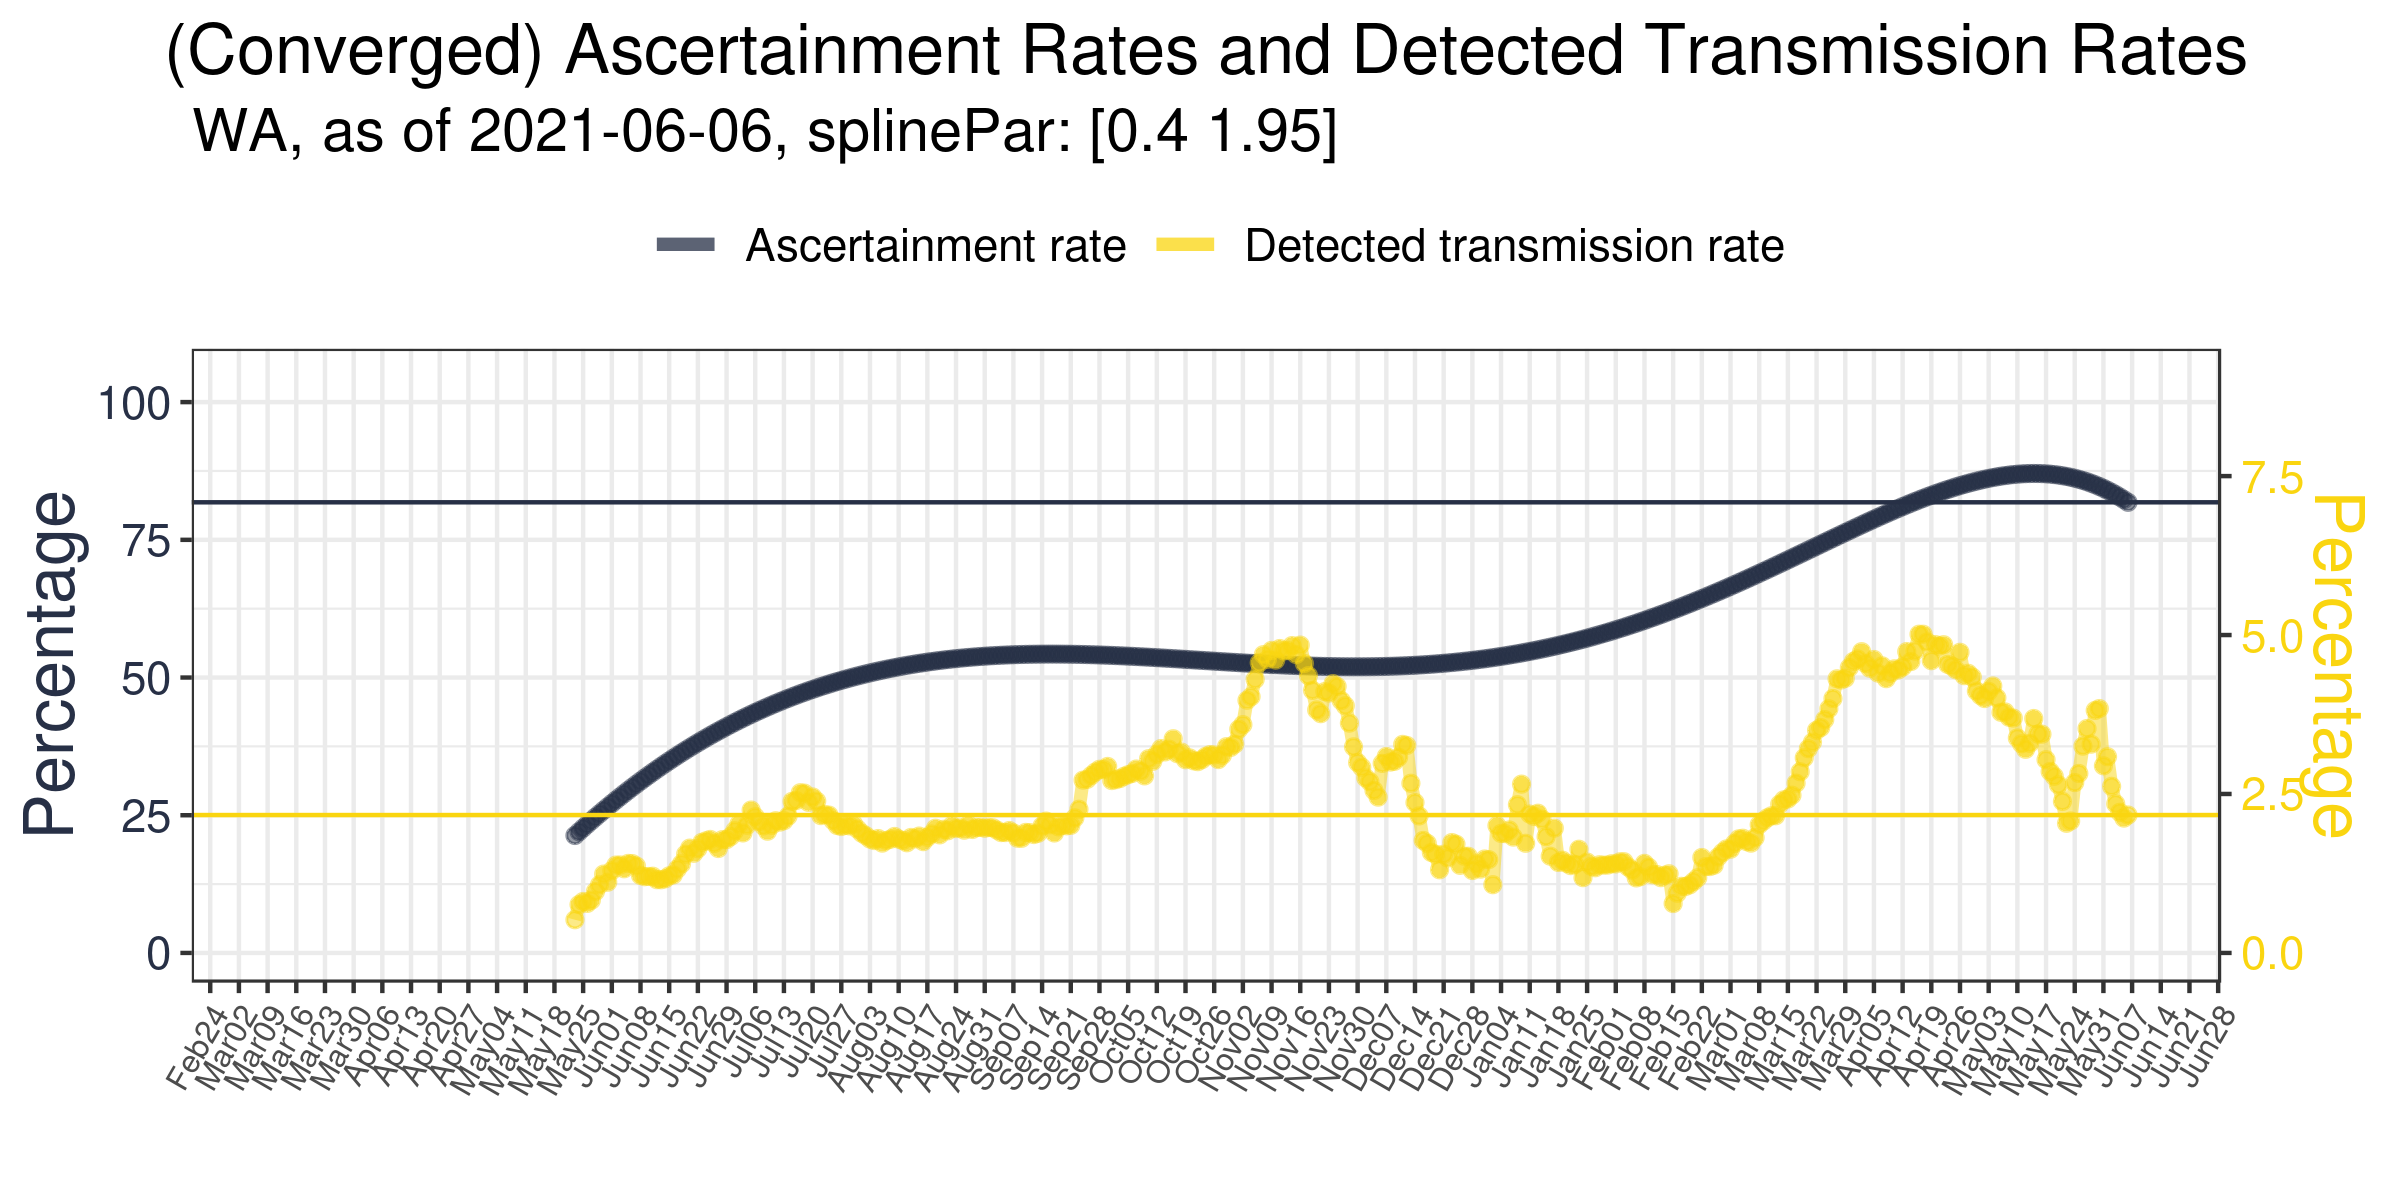 (Converged) Ascertainment Rates and Detected Transmission Rates
WA, as of 2021-06-06, splinePar: [0.4 1.95]
Ascertainment rate
Detected transmission rate
Percentage
100
75
50
25
0
7.5
5.0
2.5
0.0
Percentage
Feb24
Mar02
Mar09
Mar16
Mar23
Mar30
Apr06
Apr13
Apr20
Apr27
May04
May11
May18
May25
Jun01
Jun08
Jun15
Jun22
Jun29
Jul06
Jul13
Jul20
Jul27
Aug03
Aug10
Aug17
Aug24
Aug31
Sep07
Sep14
Sep21
Sep28
Oct05
Oct12
Oct19
Oct26
Nov02
Nov09
Nov16
Nov23
Nov30
Dec07
Dec14
Dec21
Dec28
Jan04
Jan11
Jan18
Jan25
Feb01
Feb08
Feb15
Feb22
Mar01
Mar08
Mar15
Mar22
Mar29
Apr05
Apr12
Apr19
Apr26
May03
May10
May17
May24
May31
Jun07
Jun14
Jun21
Jun28